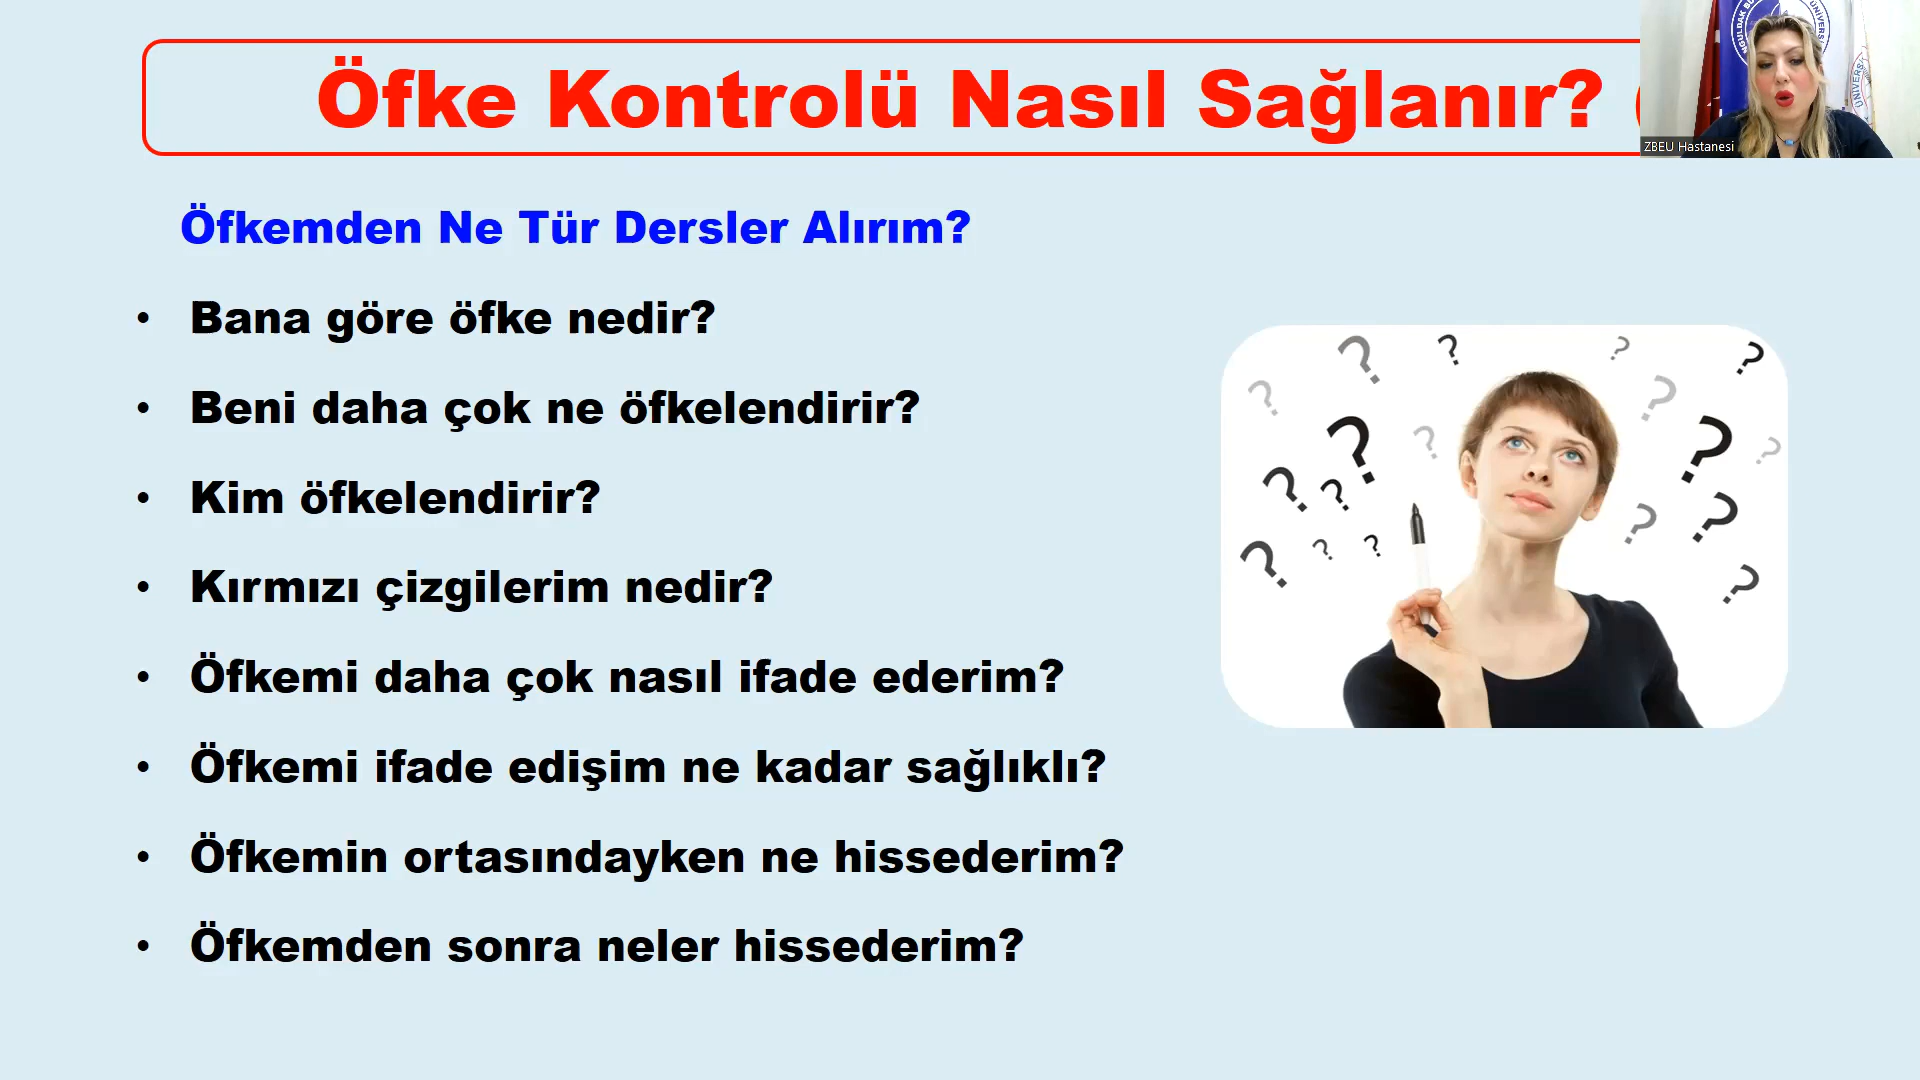 Öfke Kontrolü Nasıl Sağlanır?
ZBEU Hastanesi
Öfkemden Ne Tür Dersler Alırım?
• Bana göre öfke nedir?
• Beni daha çok ne öfkelendirir?
• Kim öfkelendirir?
• Kırmızı çizgilerim nedir?
• Öfkemi daha çok nasıl ifade ederim?
• Öfkemi ifade edişim ne kadar sağlıklı?
• Öfkemin ortasındayken ne hissederim?
• Öfkemden sonra neler hissederim?